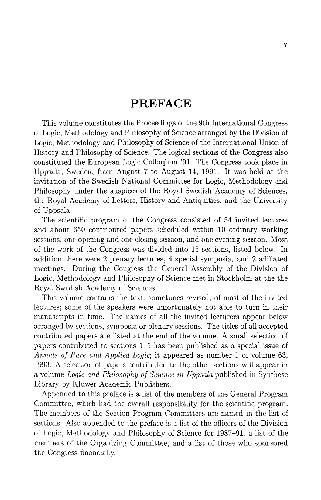 v
PREFACE
This volume constitutes the Proceedings of the 9th International Congress
of Logic, Methodology and Philosophy of Science arranged by the Division of
Logic, Methodology and Philosophy of Science of the International Union of
History and Philosophy of Science. The logical sections of the Congress also
constituted the European Logic Colloquium '91. The Congress took place in
Uppsala, Sweden, from August 7 to August 14, 1991. It was held at the
invitation of the Swedish National Committee for Logic, Methodology and
Philosophy under the auspices of the Royal Swedish Academy of Sciences,
the Royal Academy of Letters, History and Antiquities, and the University
of Uppsala.
The scientific program of the Congress consisted of 54 invited lectures
and about 650 contributed papers scheduled within 10 ordinary working
sessions, one opening and one closing session, and one evening session. Most
of the work of the Congress was divided into 15 sections, listed below. In
addition there were 2 plenary lectures, 4 special symposia, and 2 affiliated
meetings. During the Congress the General Assembly of the Division of
Logic, Methodology and Philosophy of Science met in Stockholm at the
Royal Swedish Academy of Sciences.
This volume contains the text, sometimes revised, of most of the invited
lectures; some of the speakers were unfortunately not able to turn in their
manuscripts in time. The names of all the invited lecturers appear below
arranged by sections, symposia or plenary sessions. The titles of all accepted
contributed papers are listed at the end of the volume. A small selection of
papers contributed to sections 1-5 has been published as a special issue of
Annals of Pure and Applied Logic; it appeared as number 1 of volume 63,
1993. A selection of papers contributed to the other sections will appear in
a volume Logic and Philosophy of Science in Uppsala published in Synthese
Library by Kluwer Academic Publishers.
Appended to this preface is a list of the members of the General Program
Committee, which had the overall responsibility for the scientific program.
The members of the Section Program Committees are named in the list of
sections. Also appended to the preface is a list of the officers of the Division
of Logic, Methodology and Philosophy of Science for 1987-91, a list of the
members of the Organizing Committee, and a list of those who sponsored
the Congress financially.